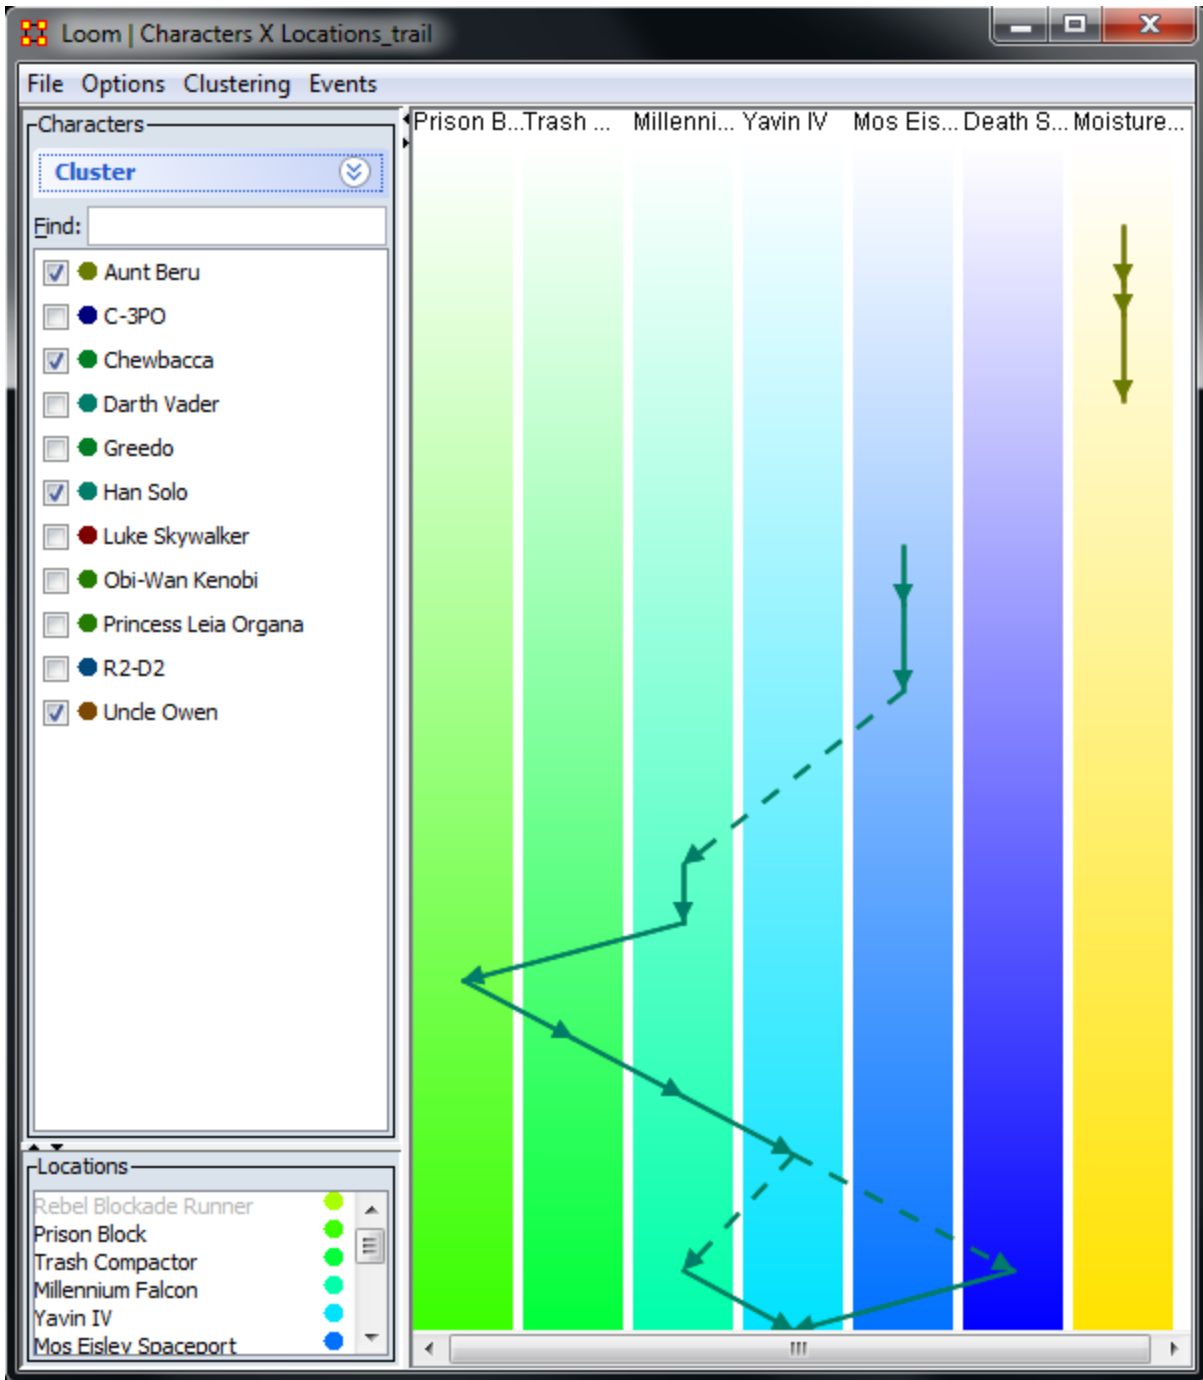 Loom | Characters X Locations_trail
File Options Clustering Events
Characters
Cluster
Find:
Aunt Beru
C-3PO
Chewbacca
Darth Vader
Greedo
Han Solo
Luke Skywalker
Obi-Wan Kenobi
Princess Leia Organa
R2-D2
Uncle Owen
Locations
Rebel Blockade Runner
Prison Block
Trash Compactor
Millennium Falcon
Yavin IV
Mos Eisley Spaceport
Prison B... Trash ... Millenni... Yavin IV Mos Eis... Death S... Moisture...